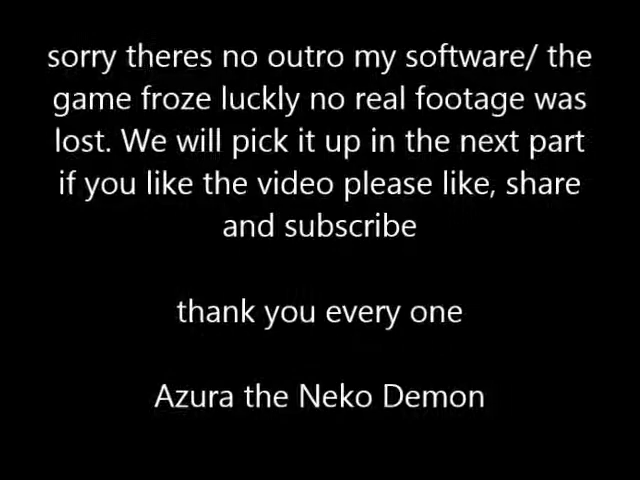 sorry theres no outro my software/ the
game froze luckly no real footage was
lost. We will pick it up in the next part
if you like the video please like, share
and subscribe
thank you every one
Azura the Neko Demon